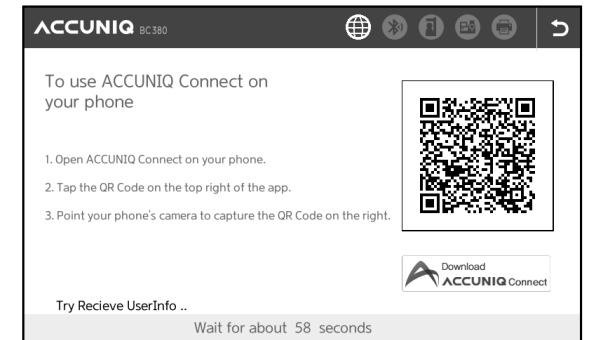 ACCUNIQ BC380
To use ACCUNIQ Connect on
your phone
1. Open ACCUNIQ Connect on your phone.
2. Tap the QR Code on the top right of the app.
3. Point your phone's camera to capture the QR Code on the right.
Download
ACCUNIQ Connect
Try Recieve UserInfo ..
Wait for about 58 seconds